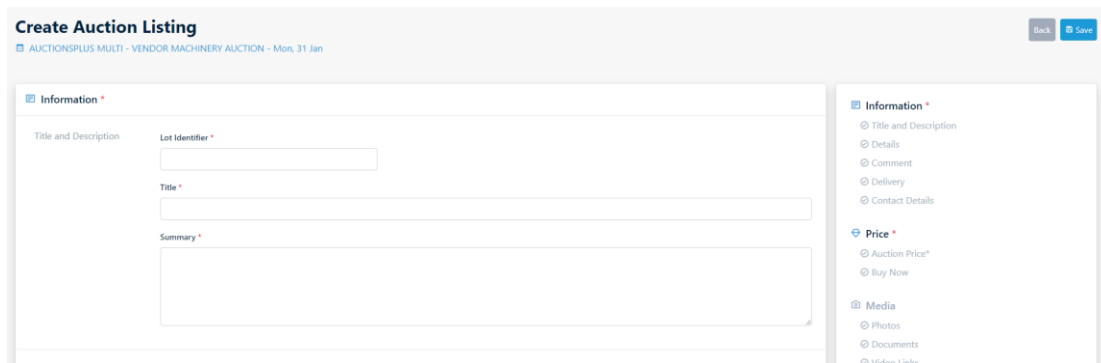 Create Auction Listing
Back
Save
AUCTIONSPLUS MULTI - VENDOR MACHINERY AUCTION - Mon, 31 Jan
Information *
Title and Description
Lot Identifier *
Title *
Summary *
Information *
Title and Description
Details
Comment
Delivery
Contact Details
Price *
Auction Price*
Buy Now
Media
Photos
Documents
Video Links